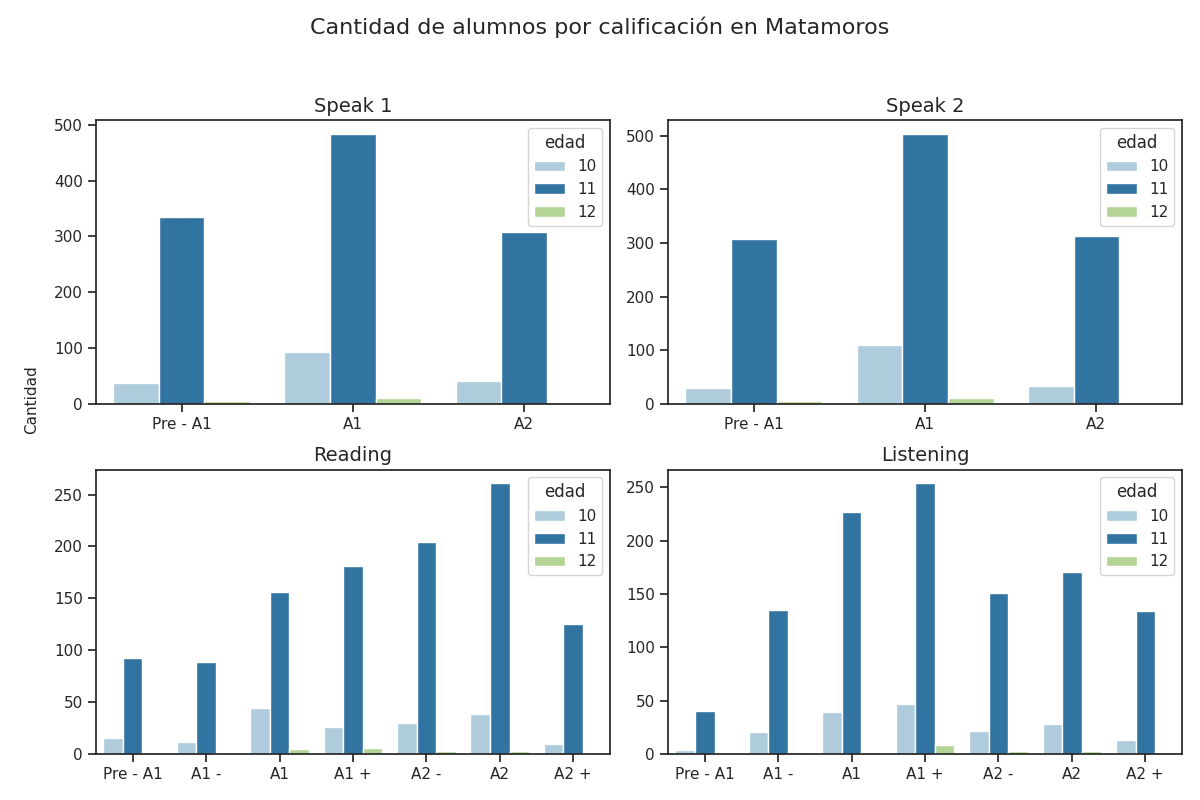 Cantidad de alumnos por calificación en Matamoros
Speak 1
500
400
300
200
100
0
Pre - A1
A1
A2
edad
10
11
12
Speak 2
500
400
300
200
100
0
Pre - A1
A1
A2
edad
10
11
12
Cantidad
Reading
250
200
150
100
50
0
Pre - A1
A1 -
A1
A1 +
A2 -
A2
A2 +
edad
10
11
12
Listening
250
200
150
100
50
0
Pre - A1
A1 -
A1
A1 +
A2 -
A2
A2 +
edad
10
11
12